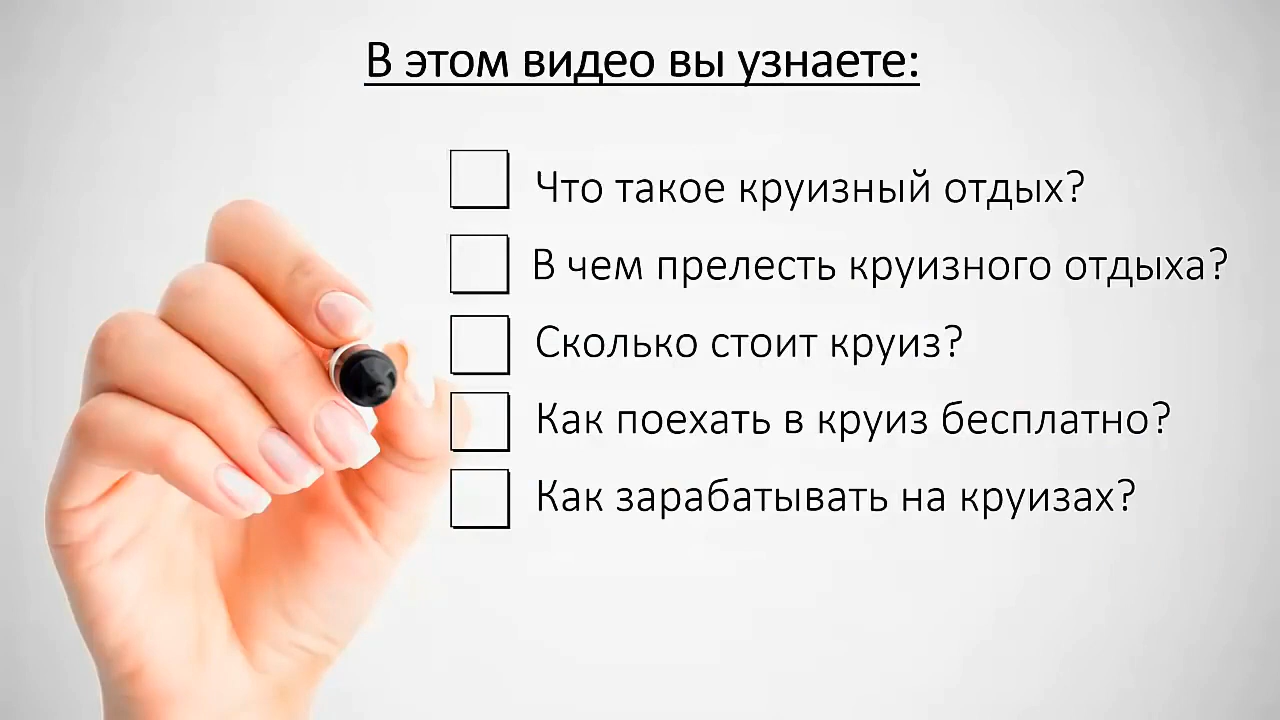 В этом видео вы узнаете:
Что такое круизный отдых?
В чем прелесть круизного отдыха?
Сколько стоит круиз?
Как поехать в круиз бесплатно?
Как зарабатывать на круизах?